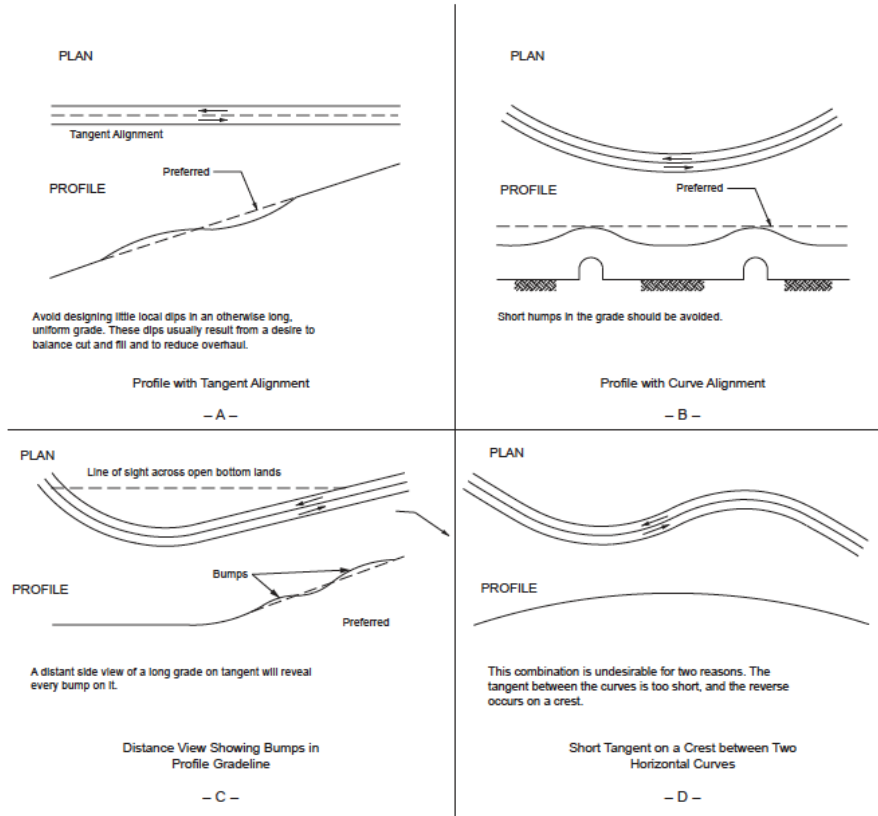 PLAN
Tangent Alignment
PROFILE
Preferred
Avoid designing little local dips in an otherwise long,
uniform grade. These dips usually result from a desire to
balance cut and fill and to reduce overhaul.
Profile with Tangent Alignment
– A –
PLAN
PROFILE
Preferred
Short humps in the grade should be avoided.
Profile with Curve Alignment
– B –
PLAN
Line of sight across open bottom lands
Bumps
PROFILE
Preferred
A distant side view of a long grade on tangent will reveal
every bump on it.
Distance View Showing Bumps in
Profile Gradeline
– C –
PLAN
PROFILE
This combination is undesirable for two reasons. The
tangent between the curves is too short, and the reverse
occurs on a crest.
Short Tangent on a Crest between Two
Horizontal Curves
– D –